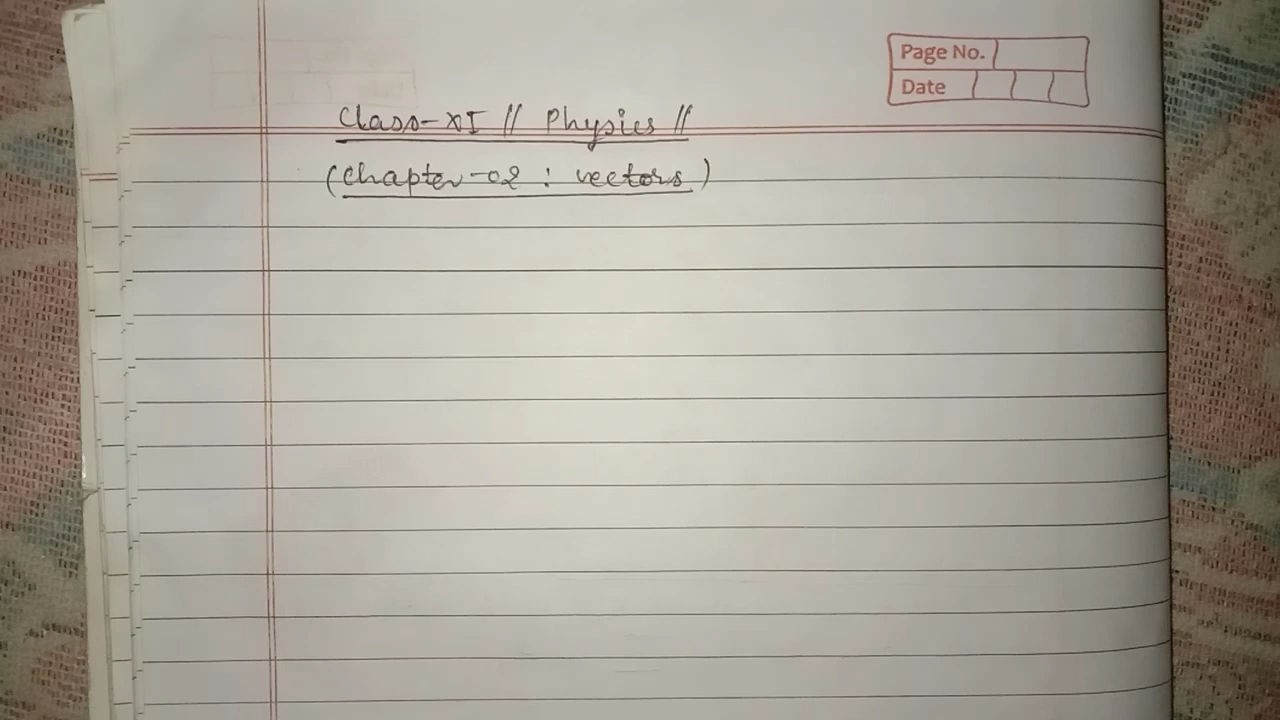 Page No.
Date
Class-XI // Physics //
(Chapter-02 : vectors)